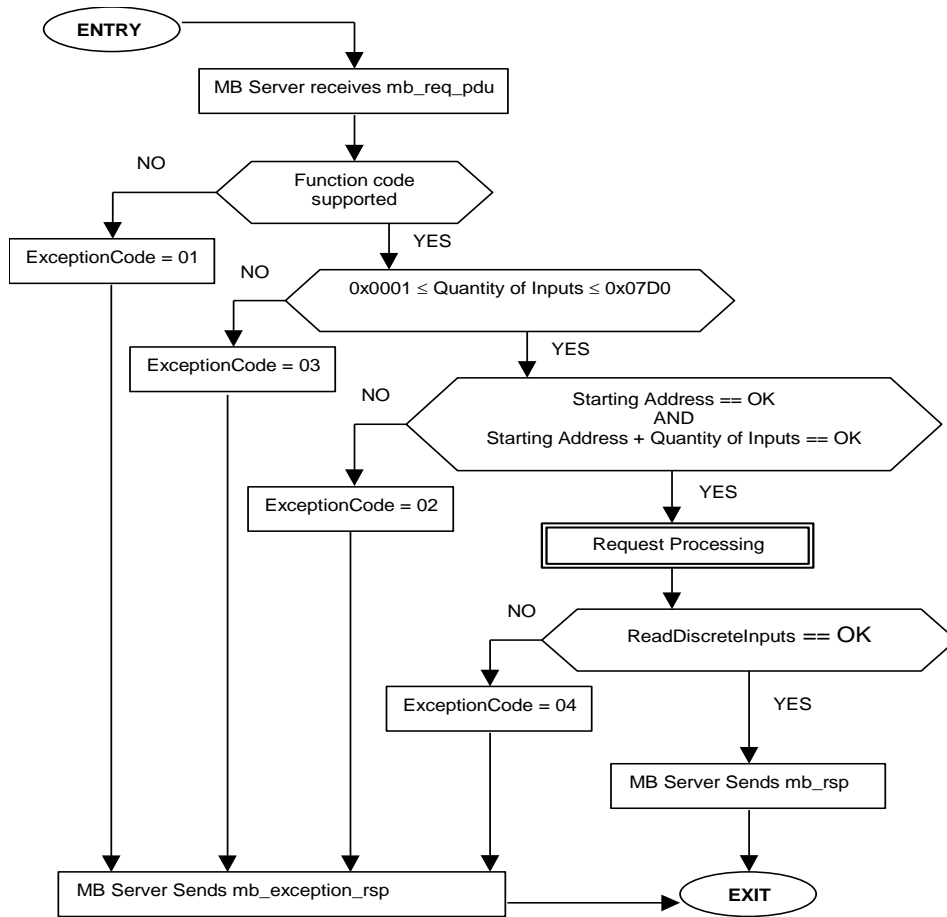 ENTRY
MB Server receives mb_req_pdu
NO
Function code
supported
YES
ExceptionCode = 01
NO
0x0001 ≤ Quantity of Inputs ≤ 0x07D0
YES
ExceptionCode = 03
NO
Starting Address == OK
AND
Starting Address + Quantity of Inputs == OK
YES
ExceptionCode = 02
Request Processing
NO
ReadDiscreteInputs == OK
YES
ExceptionCode = 04
MB Server Sends mb_rsp
MB Server Sends mb_exception_rsp
EXIT